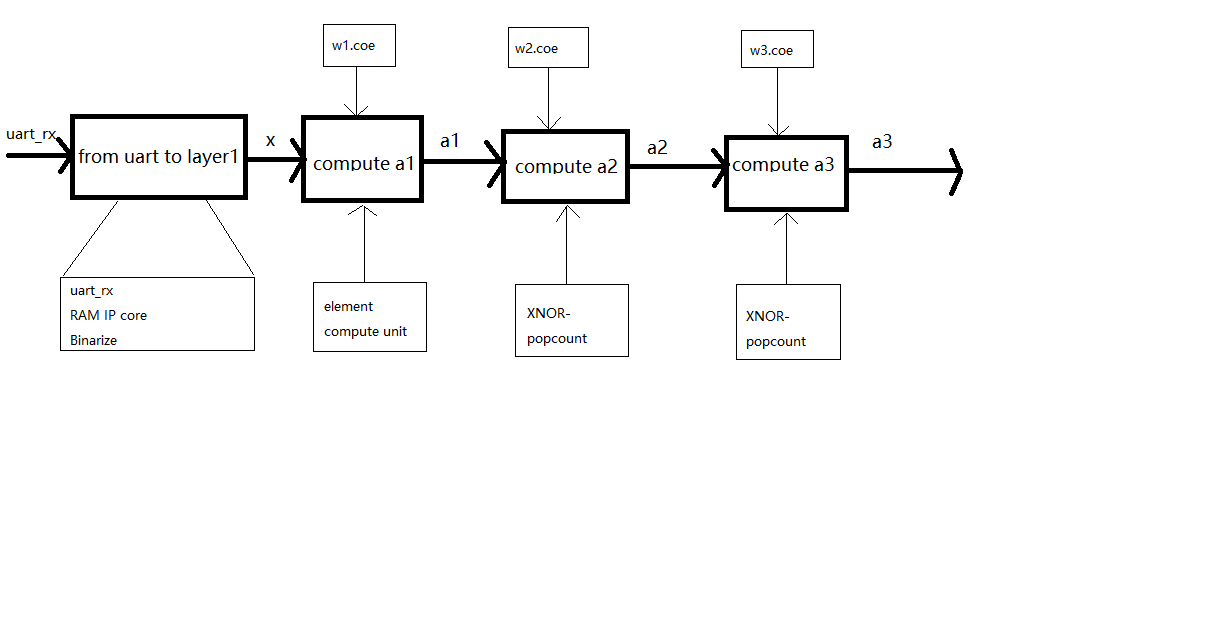 w1.coe
w2.coe
w3.coe
uart_rx
from uart to layer1
x
compute a1
a1
compute a2
a2
compute a3
a3
uart_rx
RAM IP core
Binarize
element
compute unit
XNOR-
popcount
XNOR-
popcount